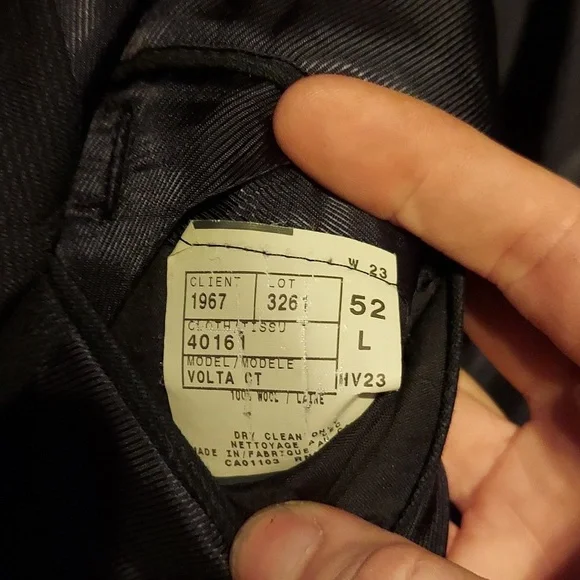 W 23
CLIENT LOT
1967 3261 52
CLOTH/TISSU
40161 L
MODEL/MODELE
VOLTA CT HV23
100% WOOL / LAINE
DRY CLEAN ONLY
NETTOYAGE
MADE IN/FABRIQUE
CA01103